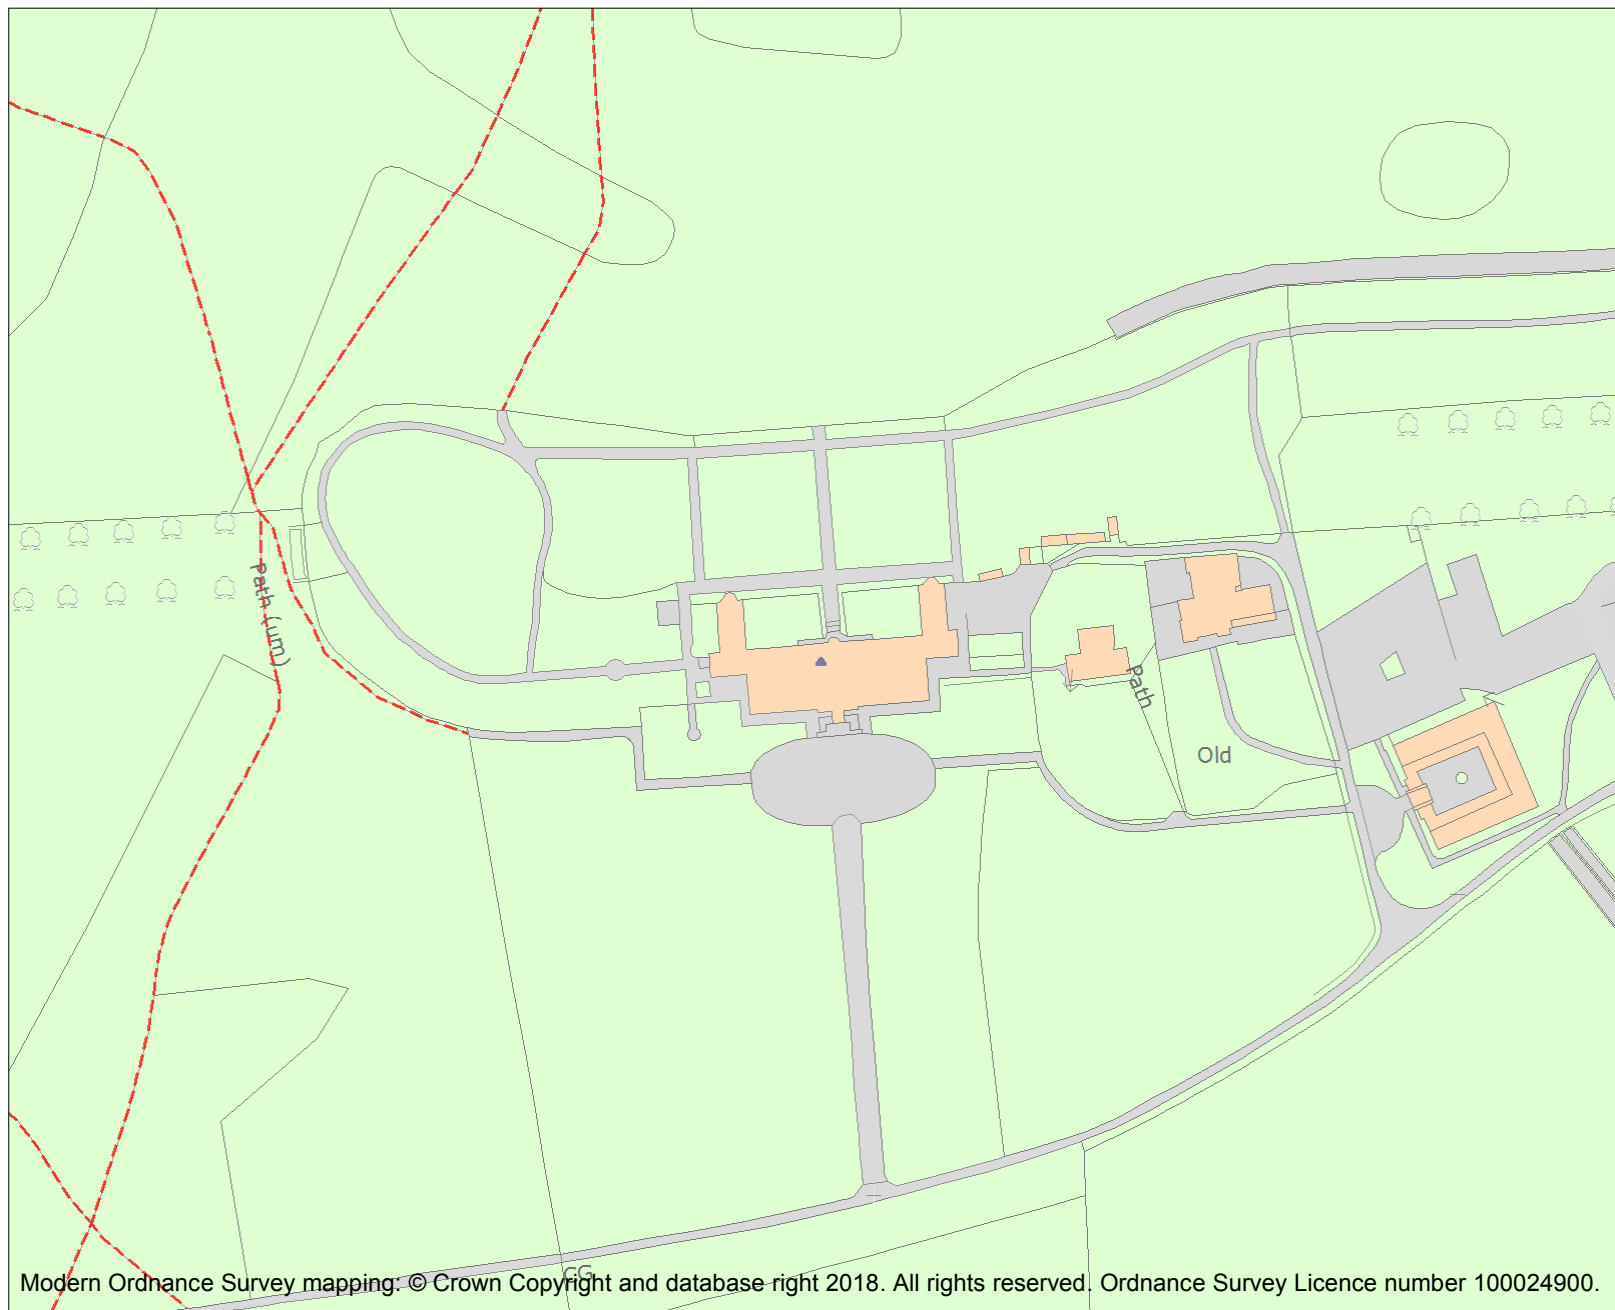 Path (um)
Path
Old
CG
Modern Ordnance Survey mapping: © Crown Copyright and database right 2018. All rights reserved. Ordnance Survey Licence number 100024900.